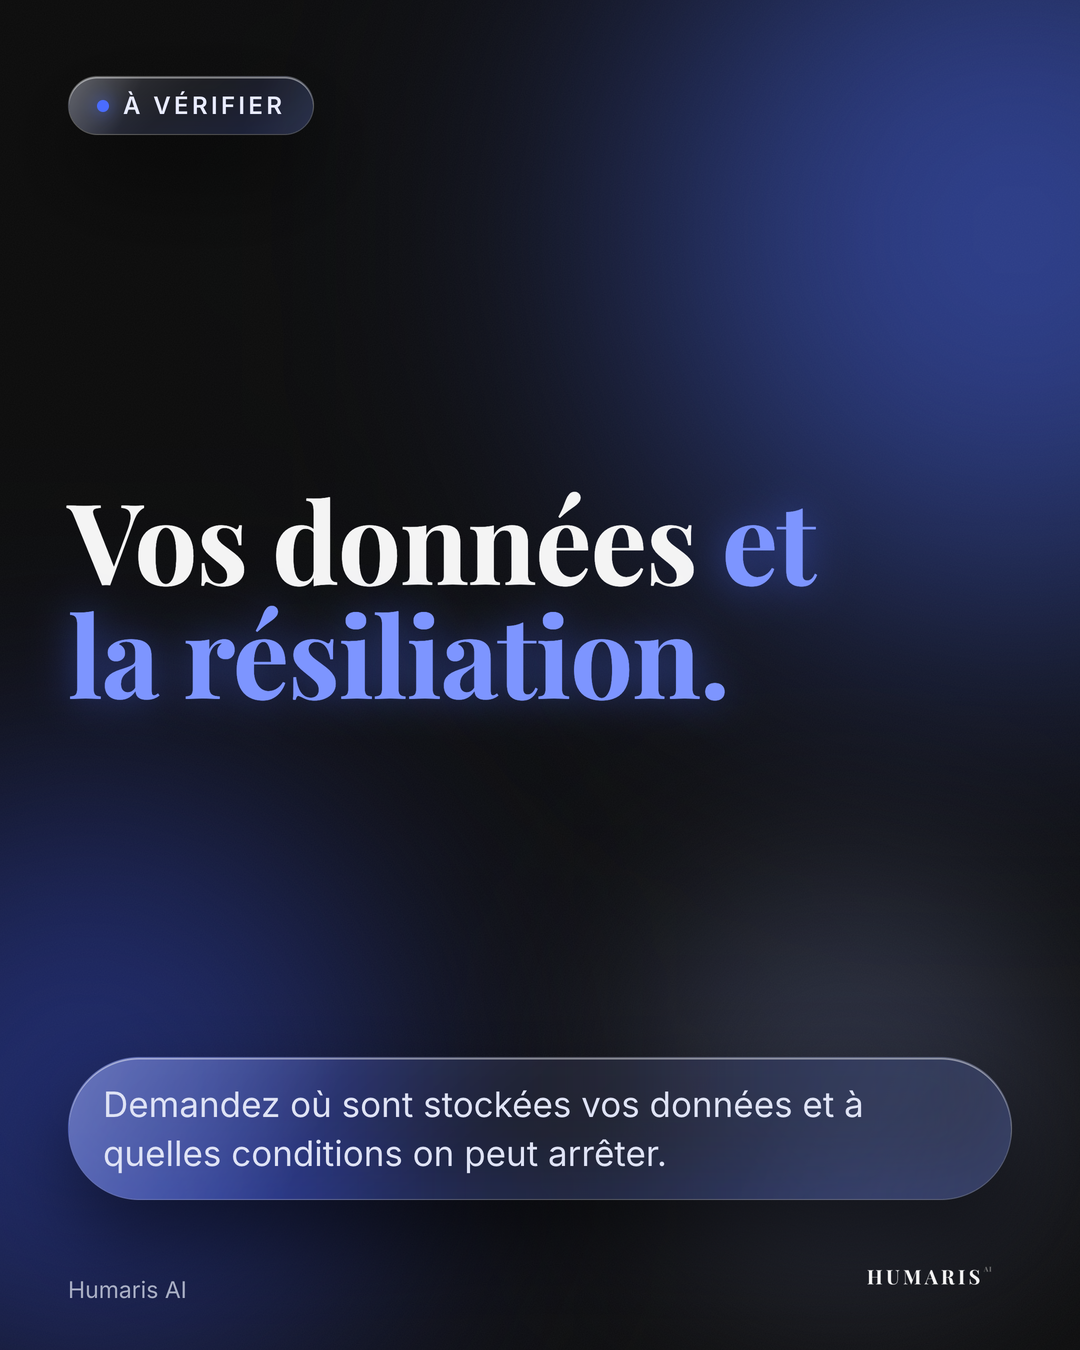 À VÉRIFIER
Vos données et
la résiliation.
Demandez où sont stockées vos données et à
quelles conditions on peut arrêter.
Humaris AI
HUMARIS AI